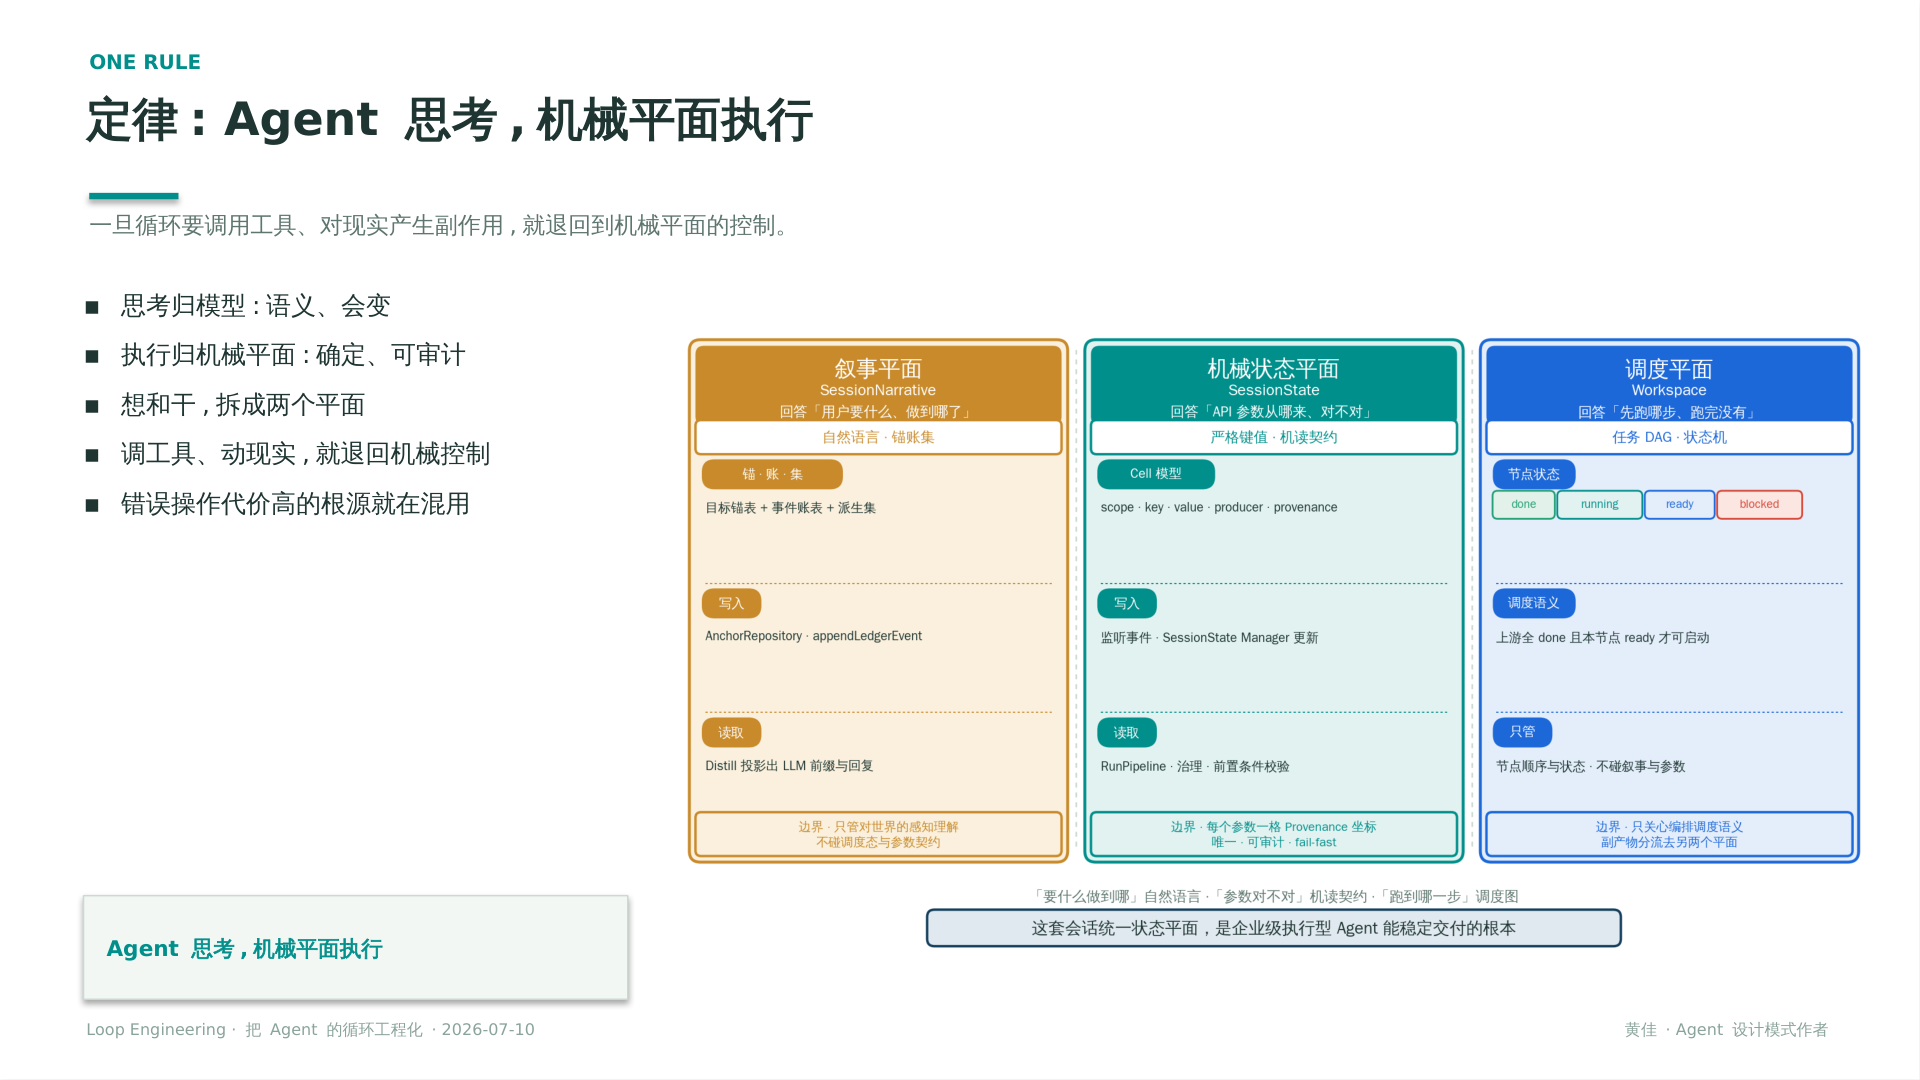 ONE RULE
定律：Agent 思考，机械平面执行
一旦循环要调用工具、对现实产生副作用，就退回到机械平面的控制。
■ 思考归模型：语义、会变
■ 执行归机械平面：确定、可审计
■ 想和干，拆成两个平面
■ 调工具、动现实，就退回机械控制
■ 错误操作代价高的根源就在混用
Agent 思考，机械平面执行
叙事平面
SessionNarrative
回答「用户要什么、做到哪了」
自然语言 · 锚账集
锚 · 账 · 集
目标锚表 + 事件账表 + 派生集
写入
AnchorRepository · appendLedgerEvent
读取
Distill 投影出 LLM 前缀与回复
边界 · 只管对世界的感知理解
不碰调度态与参数契约
机械状态平面
SessionState
回答「API 参数从哪来、对不对」
严格键值 · 机读契约
Cell 模型
scope · key · value · producer · provenance
写入
监听事件 · SessionState Manager 更新
读取
RunPipeline · 治理 · 前置条件校验
边界 · 每个参数一格 Provenance 坐标
唯一 · 可审计 · fail-fast
调度平面
Workspace
回答「先跑哪步、跑完没有」
任务 DAG · 状态机
节点状态
done running ready blocked
调度语义
上游全 done 且本节点 ready 才可启动
只管
节点顺序与状态 · 不碰叙事与参数
边界 · 只关心编排调度语义
副产物分流去另两个平面
「要什么做到哪」自然语言 ·「参数对不对」机读契约 ·「跑到哪一步」调度图
这套会话统一状态平面，是企业级执行型 Agent 能稳定交付的根本
Loop Engineering · 把 Agent 的循环工程化 · 2026-07-10
黄佳 · Agent 设计模式作者